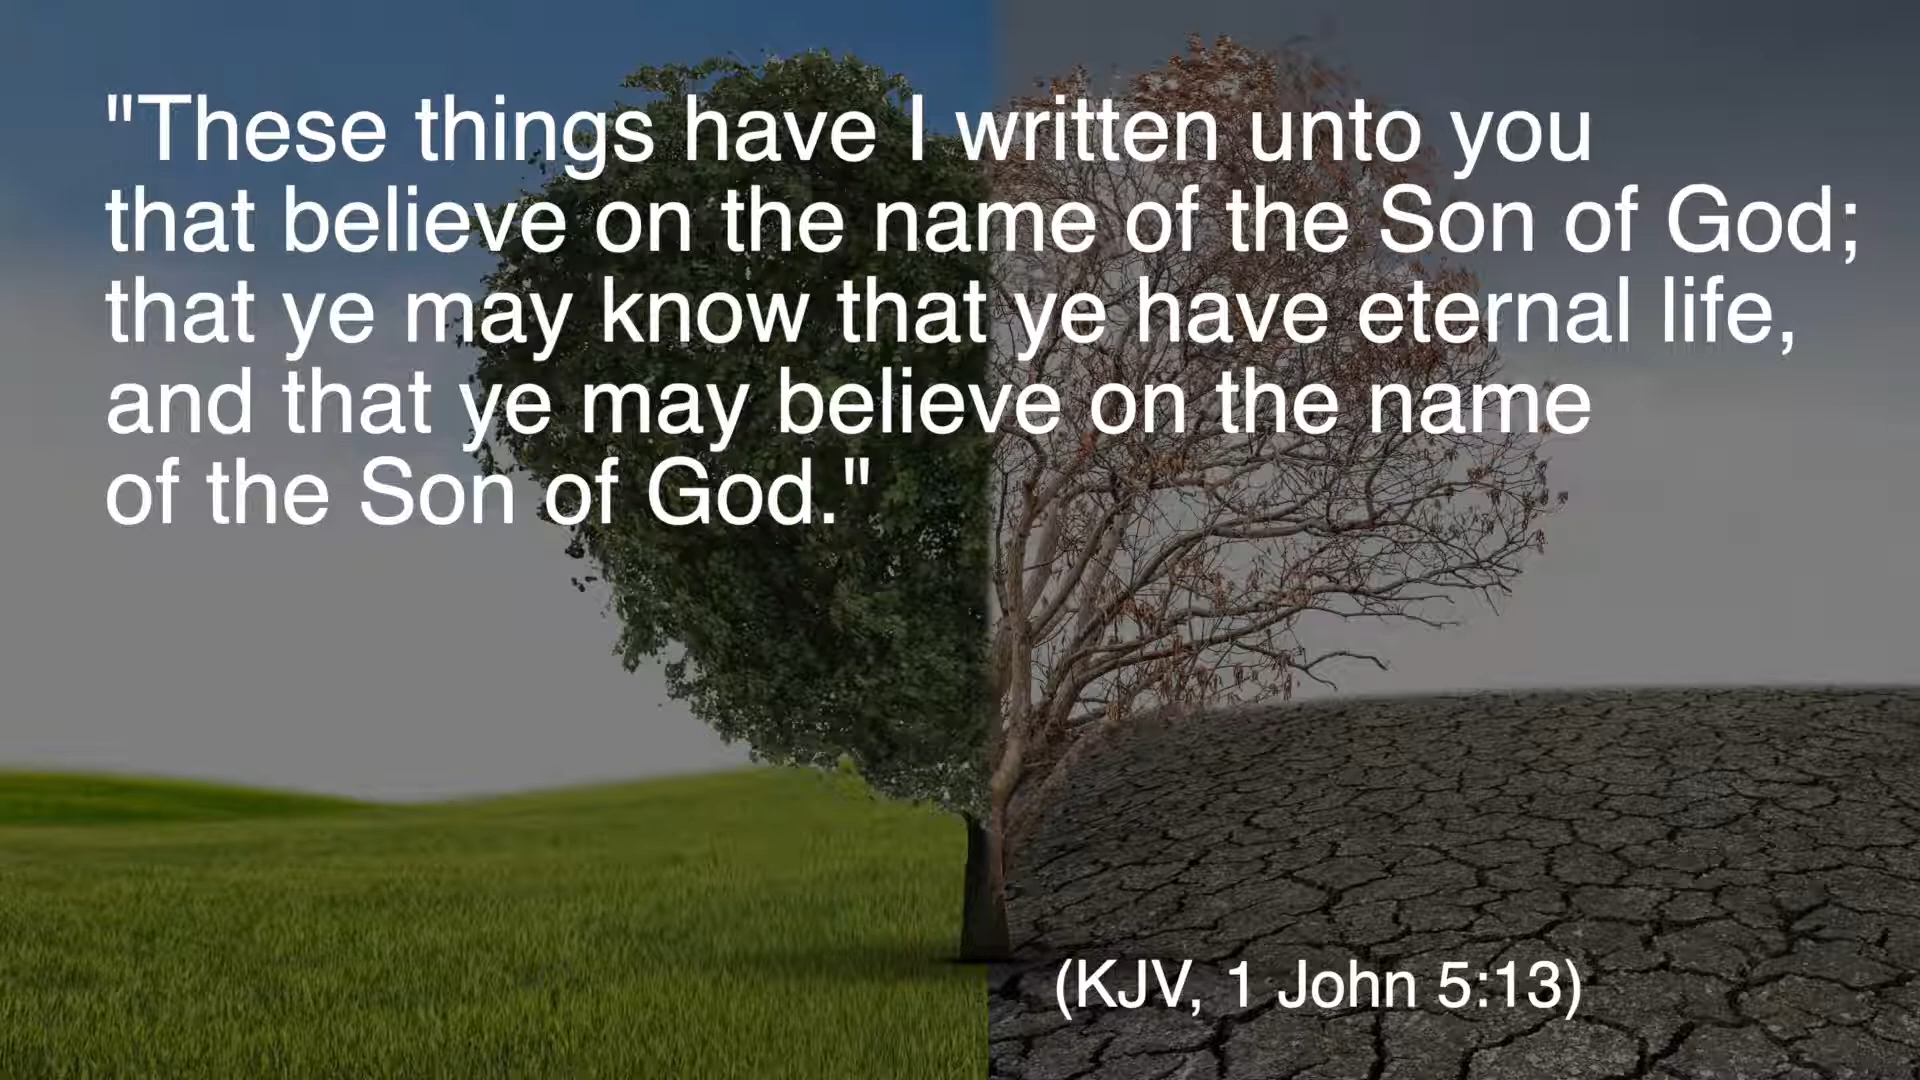 "These things have I written unto you
that believe on the name of the Son of God;
that ye may know that ye have eternal life,
and that ye may believe on the name
of the Son of God."
(KJV, 1 John 5:13)